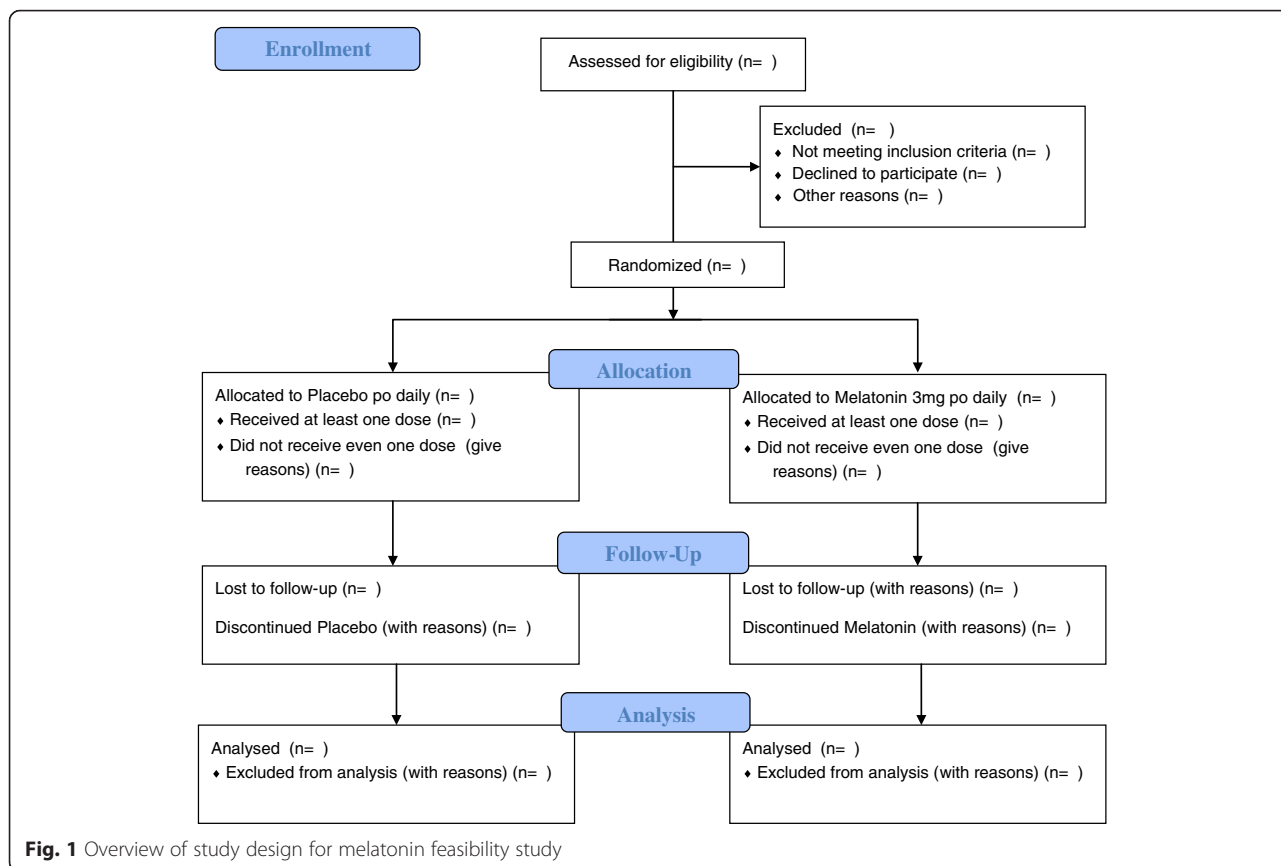 Enrollment
Assessed for eligibility (n= )
Excluded (n= )
♦ Not meeting inclusion criteria (n= )
♦ Declined to participate (n= )
♦ Other reasons (n= )
Randomized (n= )
Allocation
Allocated to Placebo po daily (n= )
♦ Received at least one dose (n= )
♦ Did not receive even one dose (give
reasons) (n= )
Allocated to Melatonin 3mg po daily (n= )
♦ Received at least one dose (n= )
♦ Did not receive even one dose (give
reasons) (n= )
Follow-Up
Lost to follow-up (n= )
Discontinued Placebo (with reasons) (n= )
Lost to follow-up (with reasons) (n= )
Discontinued Melatonin (with reasons) (n= )
Analysis
Analysed (n= )
♦ Excluded from analysis (with reasons) (n= )
Analysed (n= )
♦ Excluded from analysis (with reasons) (n= )
Fig. 1 Overview of study design for melatonin feasibility study